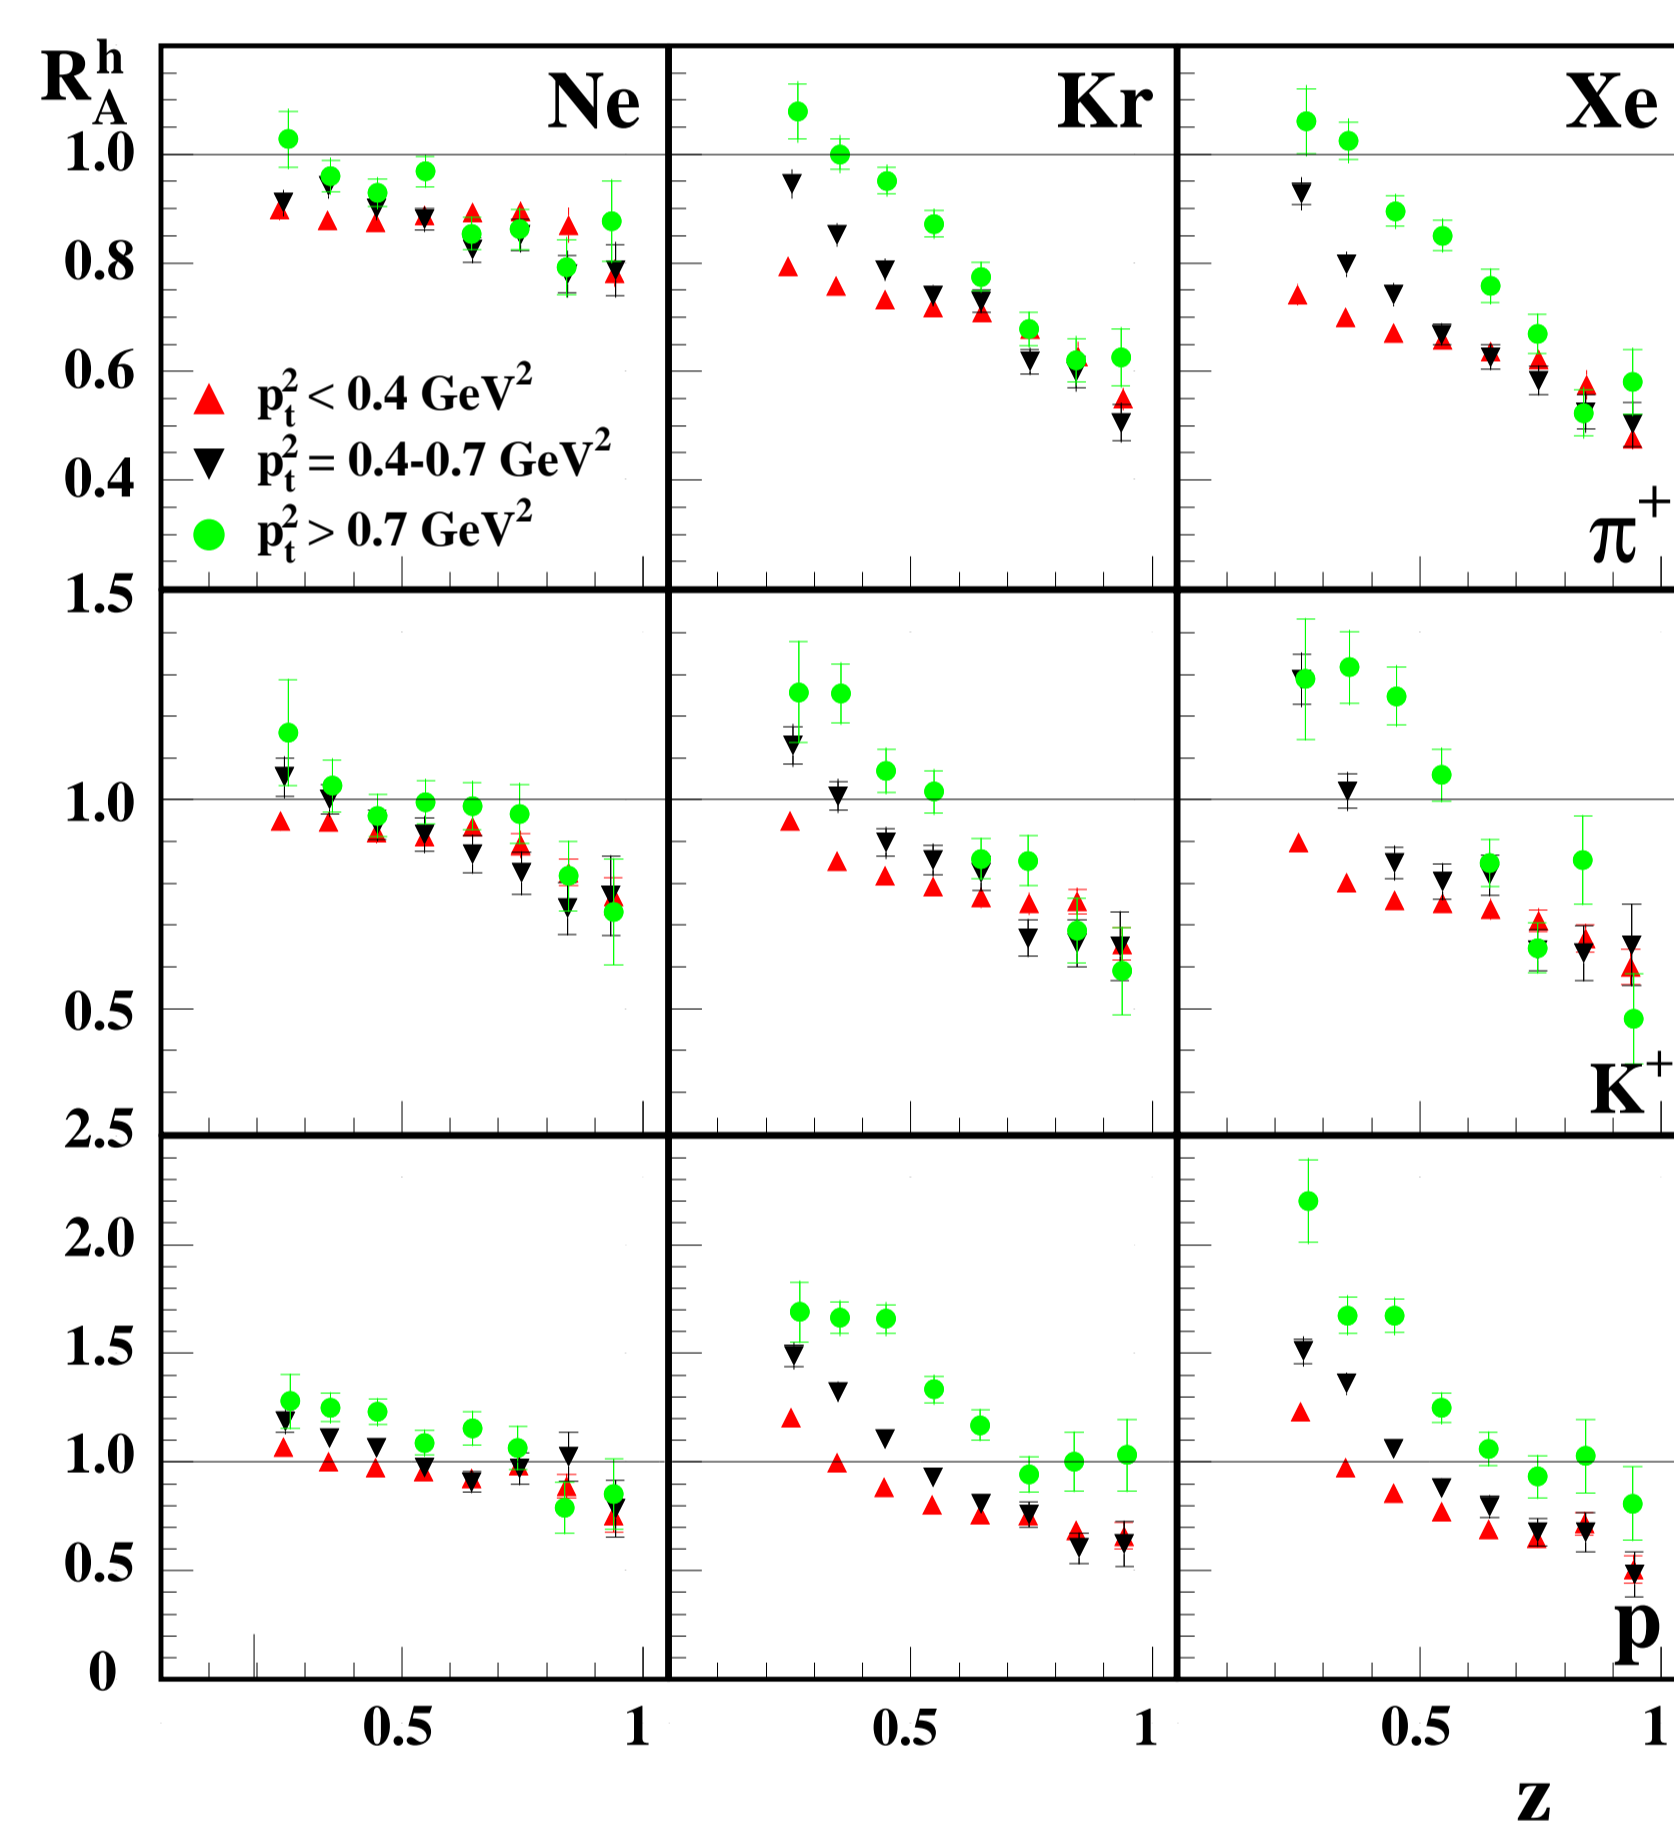 R_A^h
Ne
Kr
Xe
1.0
0.8
0.6
0.4
p_t^2 < 0.4 GeV^2
p_t^2 = 0.4-0.7 GeV^2
p_t^2 > 0.7 GeV^2
π^+
1.5
1.0
0.5
K^+
2.5
2.0
1.5
1.0
0.5
0
p
0.5 1 0.5 1 0.5 1
z